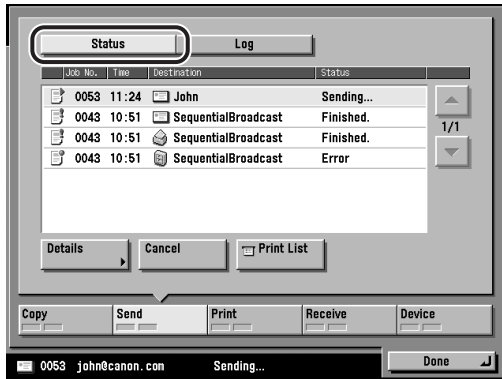 Status Log
Job No. Time Destination Status
0053 11:24 John Sending...
0043 10:51 SequentialBroadcast Finished.
0043 10:51 SequentialBroadcast Finished.
0043 10:51 SequentialBroadcast Error
1/1
Details Cancel Print List
Copy Send Print Receive Device
0053 john@canon.com Sending... Done